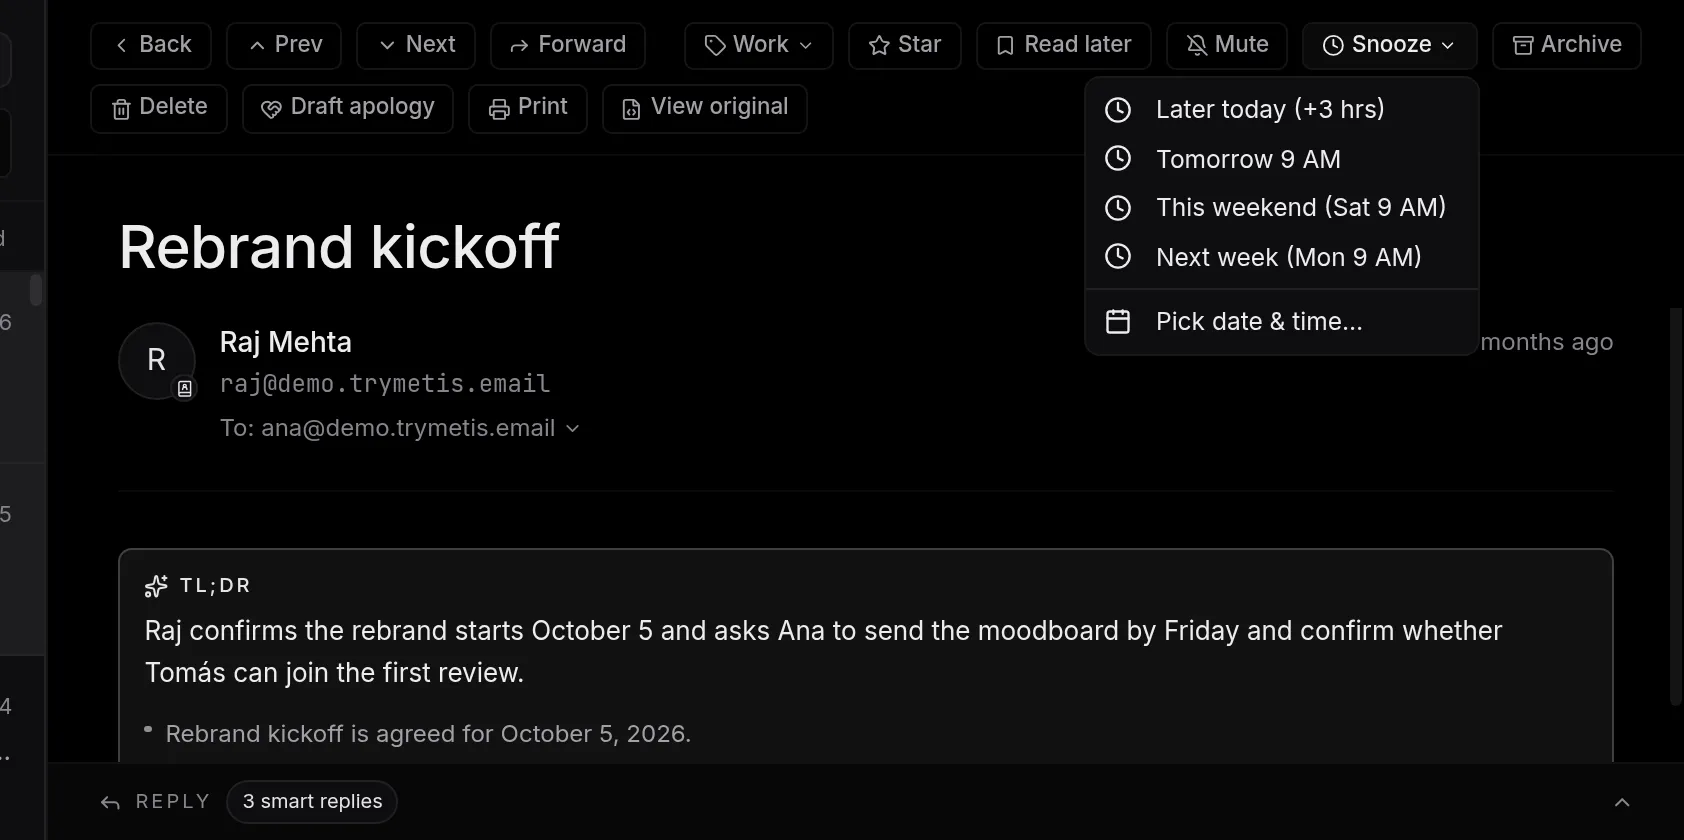 Back Prev Next Forward Work Star Read later Mute Snooze Archive
Delete Draft apology Print View original
Later today (+3 hrs)
Tomorrow 9 AM
This weekend (Sat 9 AM)
Next week (Mon 9 AM)
Pick date & time...
d
6
5
4
..
Rebrand kickoff
R
Raj Mehta
months ago
raj@demo.trymetis.email
To: ana@demo.trymetis.email
TL;DR
Raj confirms the rebrand starts October 5 and asks Ana to send the moodboard by Friday and confirm whether
Tomás can join the first review.
• Rebrand kickoff is agreed for October 5, 2026.
REPLY 3 smart replies